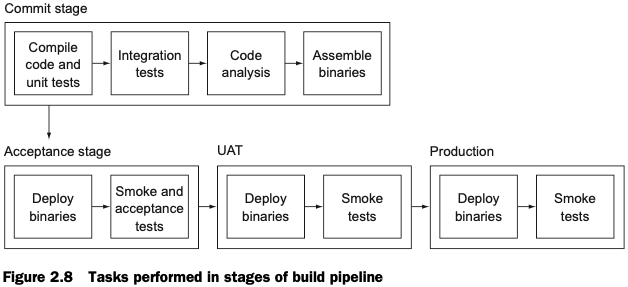 Commit stage
Compile
code and
unit tests
Integration
tests
Code
analysis
Assemble
binaries
Acceptance stage
Deploy
binaries
Smoke and
acceptance
tests
UAT
Deploy
binaries
Smoke
tests
Production
Deploy
binaries
Smoke
tests
Figure 2.8 Tasks performed in stages of build pipeline